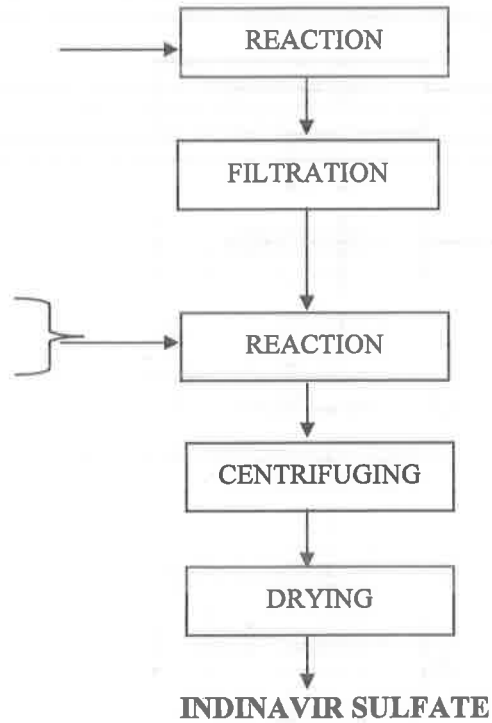 REACTION
FILTRATION
REACTION
CENTRIFUGING
DRYING
INDINAVIR SULFATE